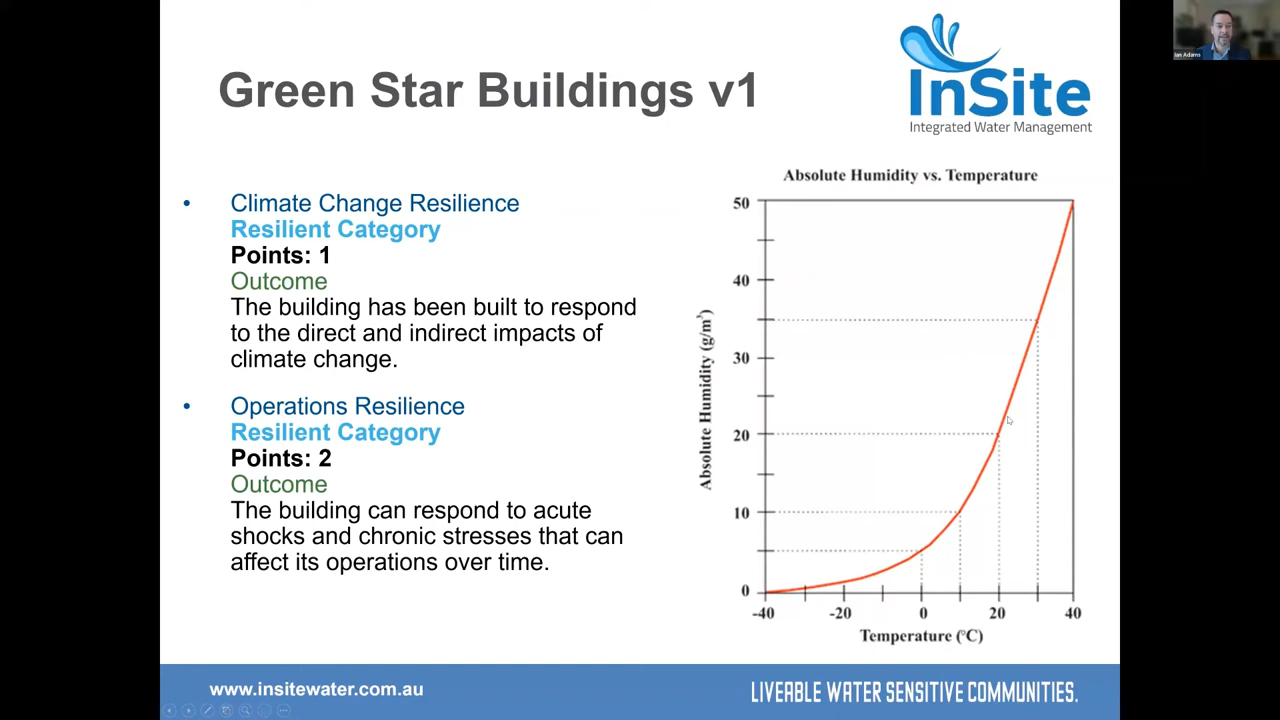 Green Star Buildings v1
InSite
Integrated Water Management
Ian Adams
• Climate Change Resilience
Resilient Category
Points: 1
Outcome
The building has been built to respond
to the direct and indirect impacts of
climate change.
• Operations Resilience
Resilient Category
Points: 2
Outcome
The building can respond to acute
shocks and chronic stresses that can
affect its operations over time.
Absolute Humidity vs. Temperature
Absolute Humidity (g/m³)
50
40
30
20
10
0
-40
-20
0
20
40
Temperature (°C)
www.insitewater.com.au
LIVEABLE WATER SENSITIVE COMMUNITIES.